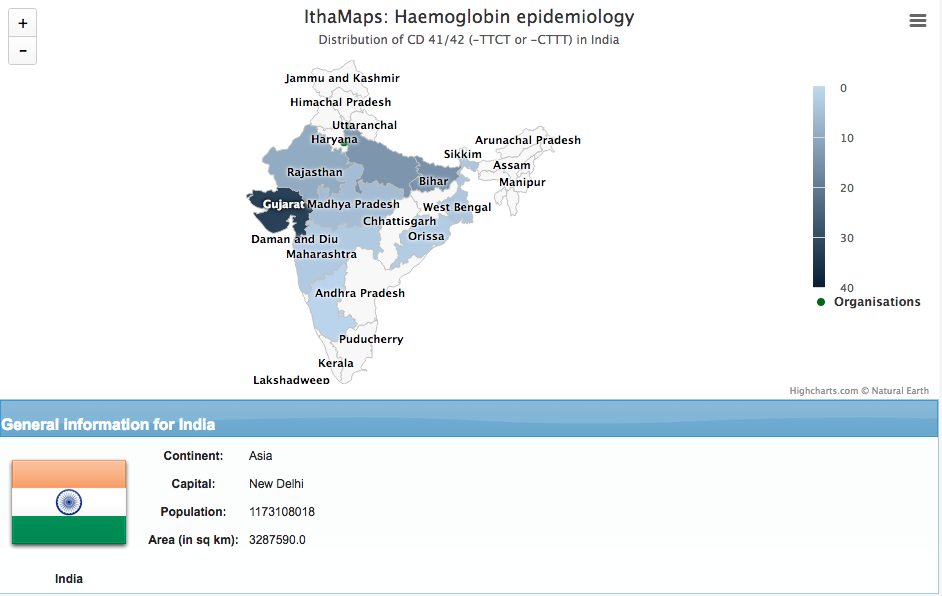 +
-
IthaMaps: Haemoglobin epidemiology
Distribution of CD 41/42 (-TTCT or -CTTT) in India
Jammu and Kashmir
Himachal Pradesh
Uttaranchal
Haryana
Arunachal Pradesh
Sikkim
Assam
Rajasthan
Bihar
Manipur
Gujarat
Madhya Pradesh
West Bengal
Chhattisgarh
Orissa
Daman and Diu
Maharashtra
Andhra Pradesh
Puducherry
Kerala
Lakshadweep
0
10
20
30
40
Organisations
Highcharts.com © Natural Earth
General Information for India
Continent: Asia
Capital: New Delhi
Population: 1173108018
Area (in sq km): 3287590.0
India